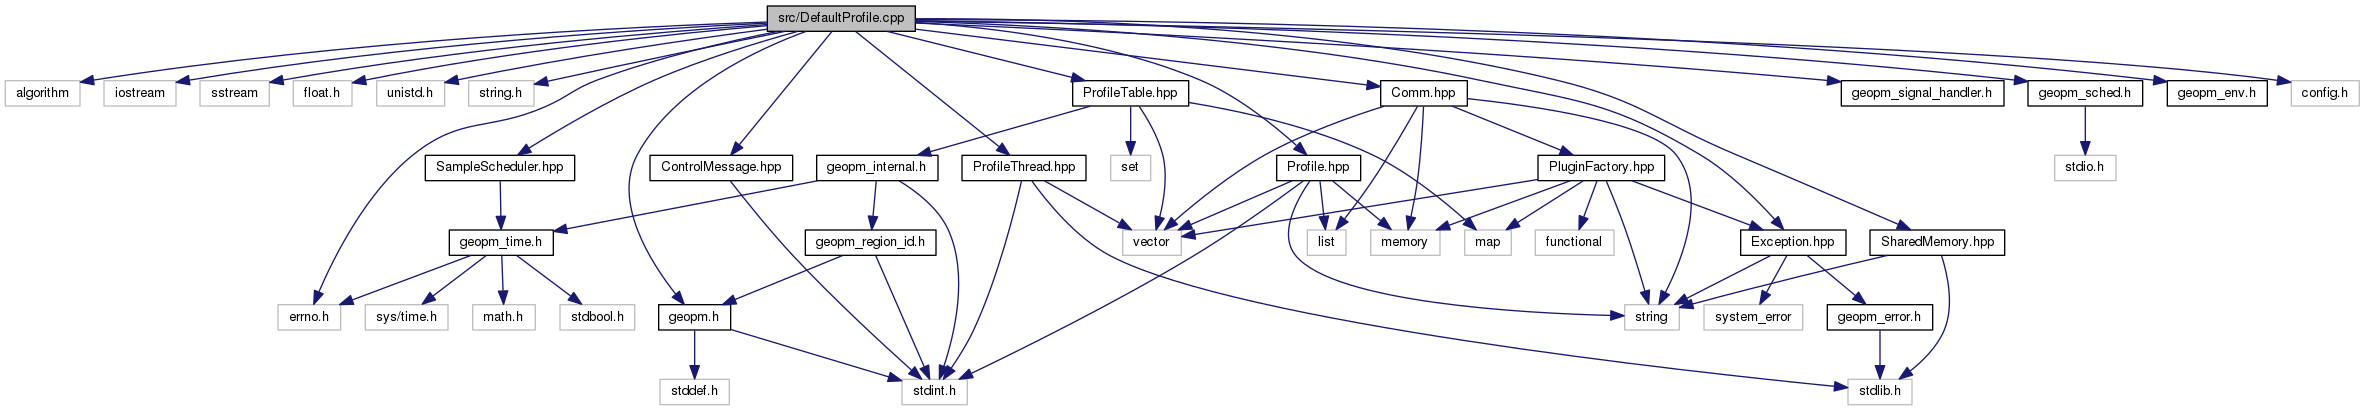 src/DefaultProfile.cpp
algorithm
iostream
sstream
float.h
unistd.h
string.h
ProfileTable.hpp
Comm.hpp
geopm_signal_handler.h
geopm_sched.h
geopm_env.h
config.h
SampleScheduler.hpp
ControlMessage.hpp
geopm_internal.h
ProfileThread.hpp
set
Profile.hpp
PluginFactory.hpp
stdio.h
geopm_time.h
geopm_region_id.h
vector
list
memory
map
functional
Exception.hpp
SharedMemory.hpp
errno.h
sys/time.h
math.h
stdbool.h
geopm.h
string
system_error
geopm_error.h
stddef.h
stdint.h
stdlib.h